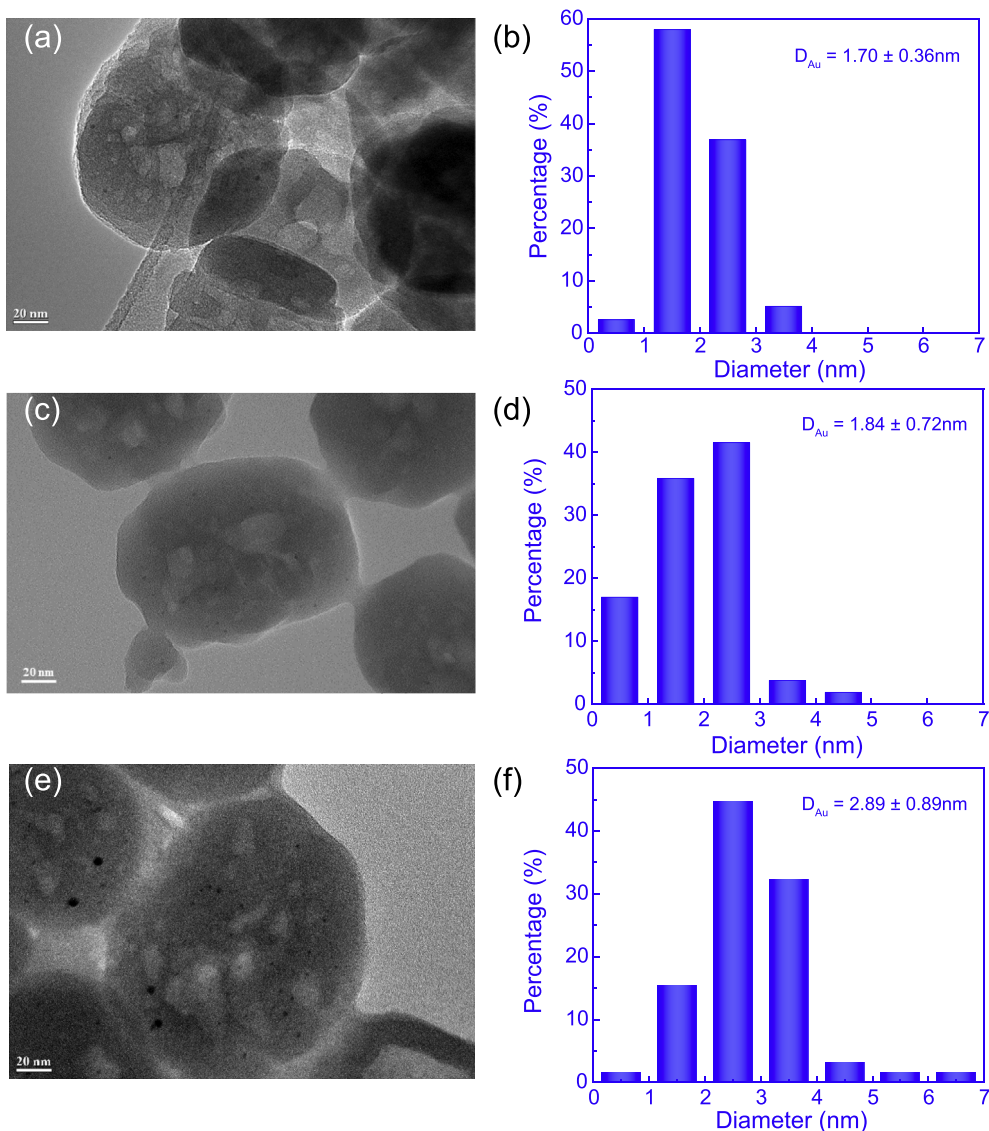 (a)
20 nm
(b)
D_Au = 1.70 ± 0.36nm
Percentage (%)
60
50
40
30
20
10
0
0 1 2 3 4 5 6 7
Diameter (nm)
(c)
20 nm
(d)
D_Au = 1.84 ± 0.72nm
Percentage (%)
50
40
30
20
10
0
0 1 2 3 4 5 6 7
Diameter (nm)
(e)
20 nm
(f)
D_Au = 2.89 ± 0.89nm
Percentage (%)
50
40
30
20
10
0
0 1 2 3 4 5 6 7
Diameter (nm)